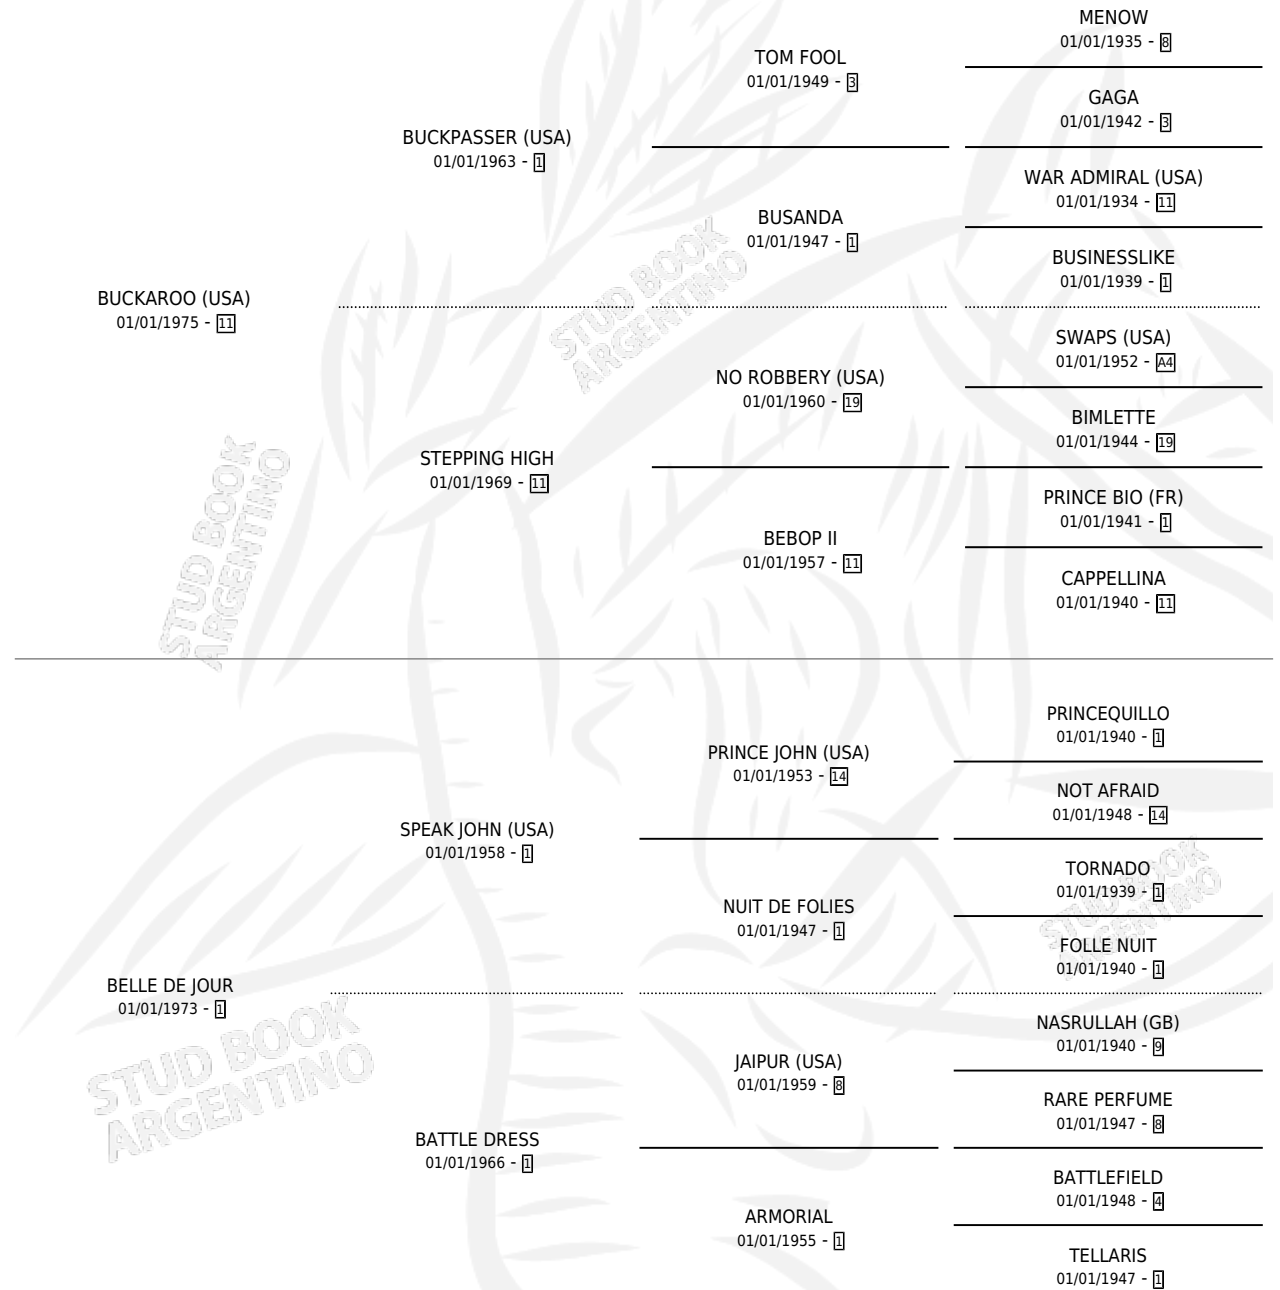 MENOW
01/01/1935 - 8
TOM FOOL
01/01/1949 - 3
GAGA
01/01/1942 - 3
BUCKPASSER (USA)
01/01/1963 - 1
WAR ADMIRAL (USA)
01/01/1934 - 11
BUSANDA
01/01/1947 - 1
BUSINESSLIKE
01/01/1939 - 1
BUCKAROO (USA)
01/01/1975 - 11
SWAPS (USA)
01/01/1952 - A4
NO ROBBERY (USA)
01/01/1960 - 19
BIMLETTE
01/01/1944 - 19
STEPPING HIGH
01/01/1969 - 11
PRINCE BIO (FR)
01/01/1941 - 1
BEBOP II
01/01/1957 - 11
CAPPELLINA
01/01/1940 - 11
PRINCEQUILLO
01/01/1940 - 1
PRINCE JOHN (USA)
01/01/1953 - 14
NOT AFRAID
01/01/1948 - 14
SPEAK JOHN (USA)
01/01/1958 - 1
TORNADO
01/01/1939 - 1
NUIT DE FOLIES
01/01/1947 - 1
FOLLE NUIT
01/01/1940 - 1
BELLE DE JOUR
01/01/1973 - 1
NASRULLAH (GB)
01/01/1940 - 9
JAIPUR (USA)
01/01/1959 - 8
RARE PERFUME
01/01/1947 - 8
BATTLE DRESS
01/01/1966 - 1
BATTLEFIELD
01/01/1948 - 4
ARMORIAL
01/01/1955 - 1
TELLARIS
01/01/1947 - 1
STUD BOOK
ARGENTINO
STUD BOOK
ARGENTINO
STUD BOOK
ARGENTINO
STUD BOOK
ARGENTINO